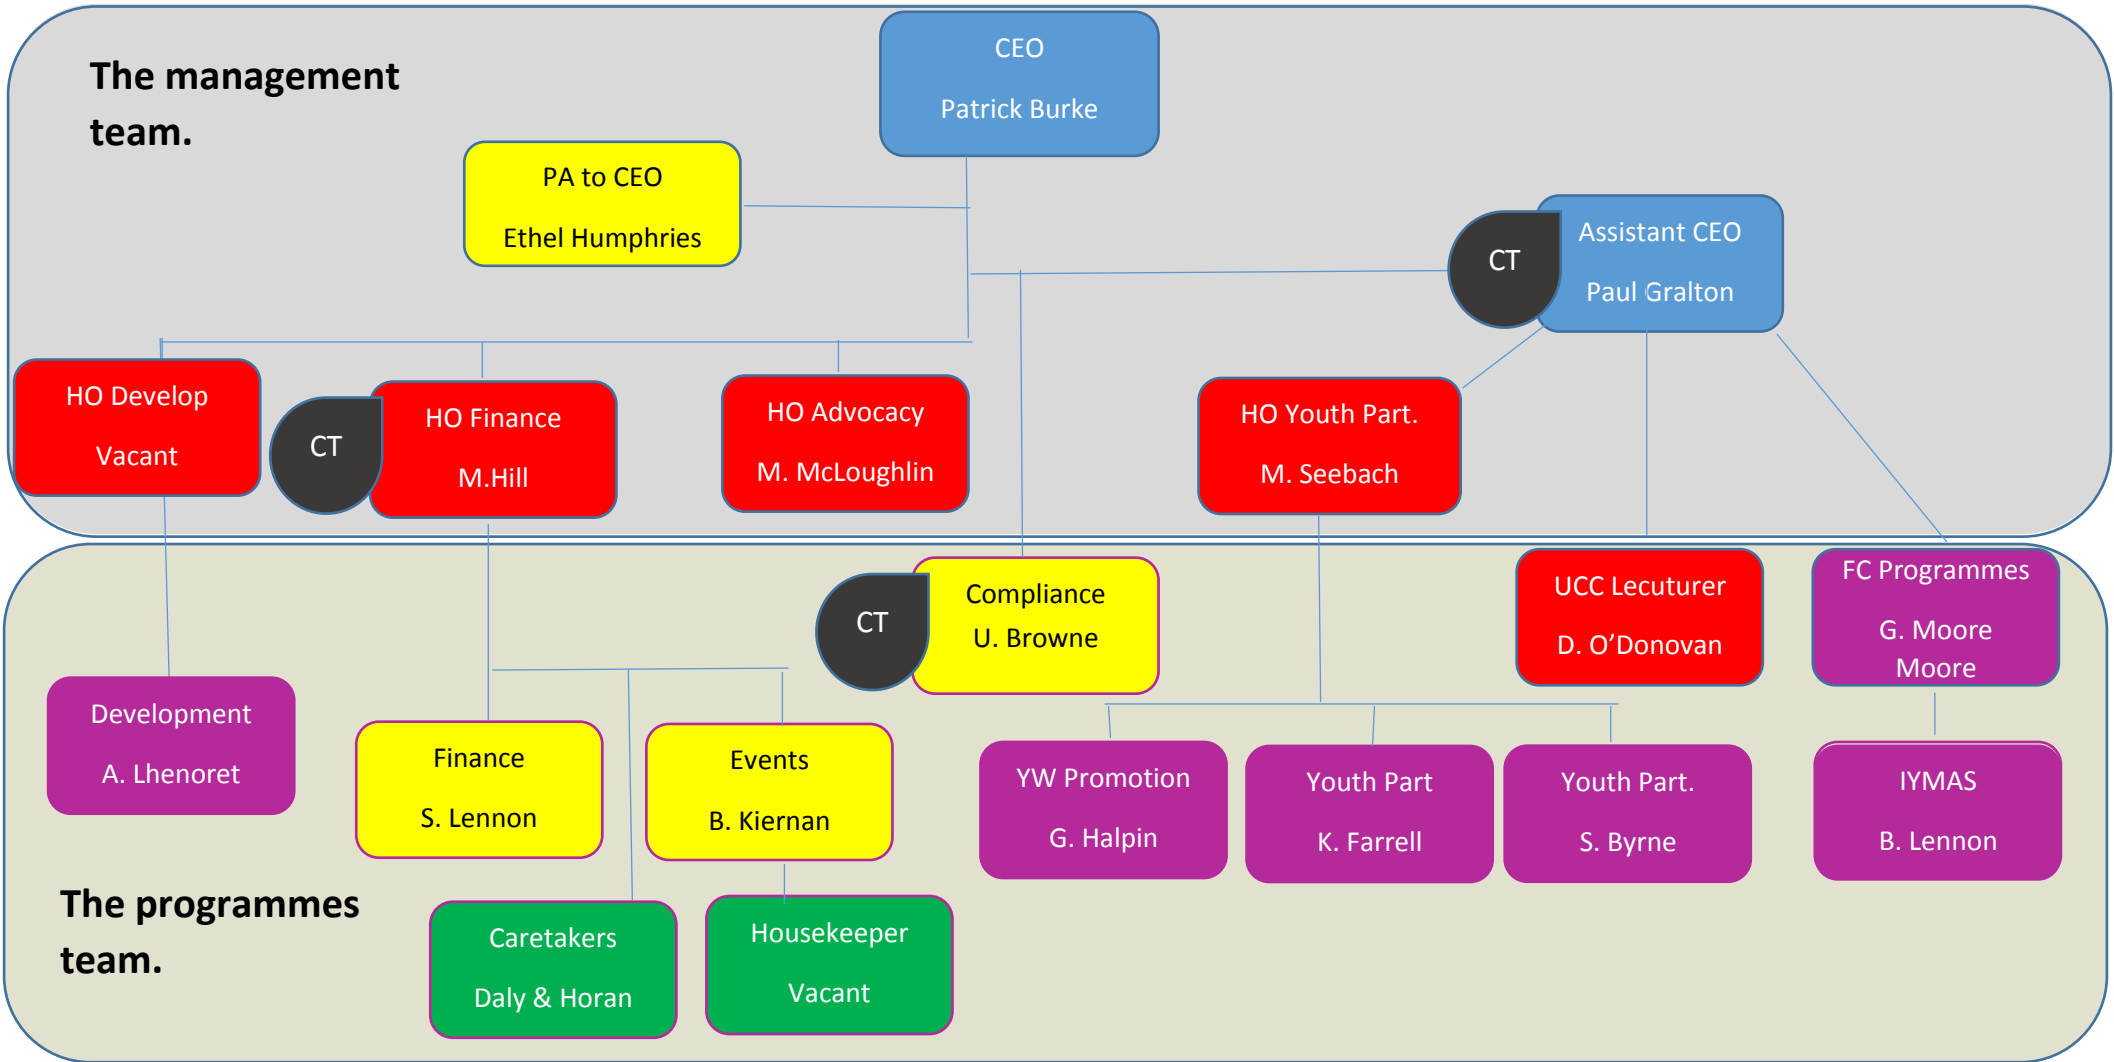 The management
team.
CEO
Patrick Burke
PA to CEO
Ethel Humphries
CT
Assistant CEO
Paul Gralton
HO Develop
Vacant
CT
HO Finance
M.Hill
HO Advocacy
M. McLoughlin
HO Youth Part.
M. Seebach
CT
Compliance
U. Browne
UCC Lecuturer
D. O’Donovan
FC Programmes
G. Moore
Moore
Development
A. Lhenoret
Finance
S. Lennon
Events
B. Kiernan
YW Promotion
G. Halpin
Youth Part
K. Farrell
Youth Part.
S. Byrne
IYMAS
B. Lennon
The programmes
team.
Caretakers
Daly & Horan
Housekeeper
Vacant